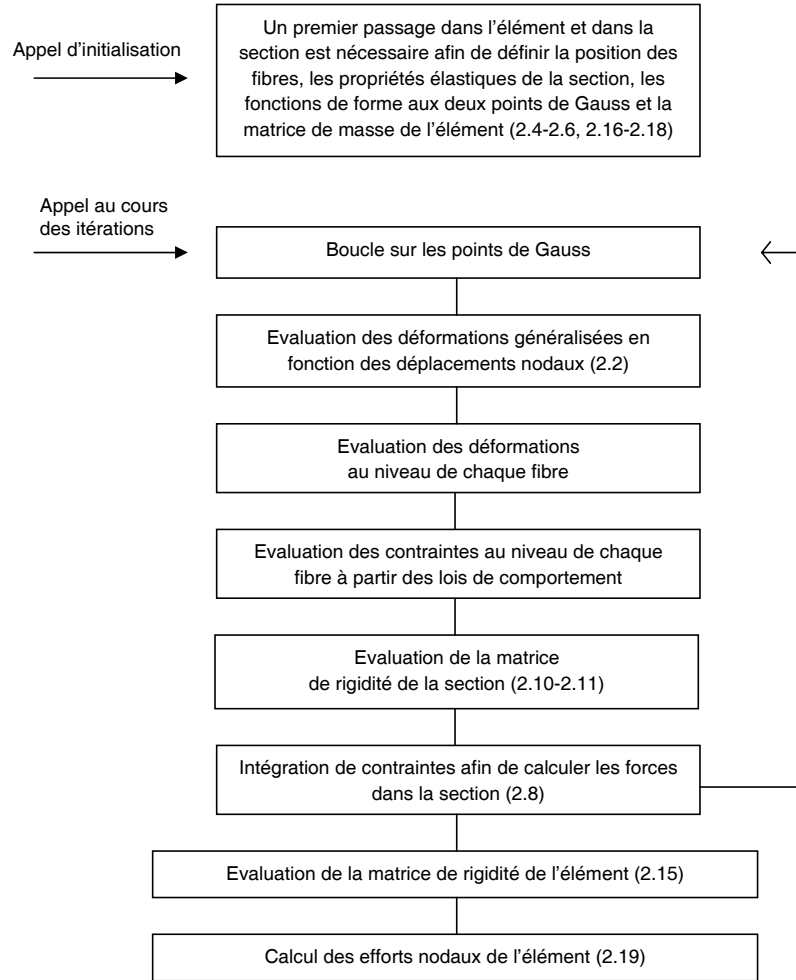 Appel d’initialisation
Un premier passage dans l’élément et dans la
section est nécessaire afin de définir la position des
fibres, les propriétés élastiques de la section, les
fonctions de forme aux deux points de Gauss et la
matrice de masse de l’élément (2.4-2.6, 2.16-2.18)
Appel au cours
des itérations
Boucle sur les points de Gauss
Evaluation des déformations généralisées en
fonction des déplacements nodaux (2.2)
Evaluation des déformations
au niveau de chaque fibre
Evaluation des contraintes au niveau de chaque
fibre à partir des lois de comportement
Evaluation de la matrice
de rigidité de la section (2.10-2.11)
Intégration de contraintes afin de calculer les forces
dans la section (2.8)
Evaluation de la matrice de rigidité de l’élément (2.15)
Calcul des efforts nodaux de l’élément (2.19)